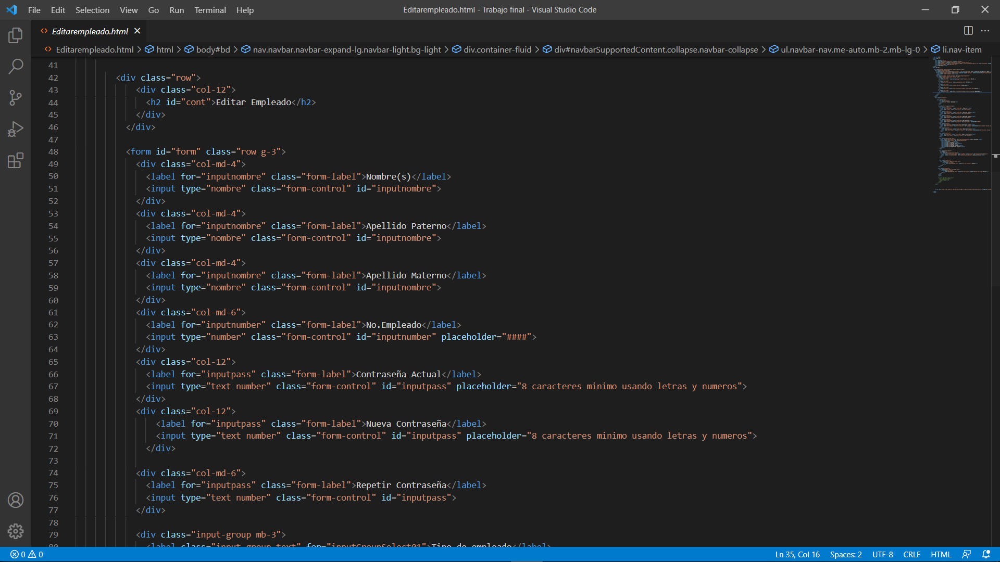 File Edit Selection View Go Run Terminal Help
Editarempleado.html - Trabajo final - Visual Studio Code
Editarempleado.html
Editarempleado.html > html > body#bd > nav.navbar.navbar-expand-lg.navbar-light.bg-light > div.container-fluid > div#navbarSupportedContent.collapse.navbar-collapse > ul.navbar-nav.me-auto.mb-2.mb-lg-0 > li.nav-item
41
42 <div class="row">
43 <div class="col-12">
44 <h2 id="cont">Editar Empleado</h2>
45 </div>
46 </div>
47
48 <form id="form" class="row g-3">
49 <div class="col-md-4">
50 <label for="inputnombre" class="form-label">Nombre(s)</label>
51 <input type="nombre" class="form-control" id="inputnombre">
52 </div>
53 <div class="col-md-4">
54 <label for="inputnombre" class="form-label">Apellido Paterno</label>
55 <input type="nombre" class="form-control" id="inputnombre">
56 </div>
57 <div class="col-md-4">
58 <label for="inputnombre" class="form-label">Apellido Materno</label>
59 <input type="nombre" class="form-control" id="inputnombre">
60 </div>
61 <div class="col-md-6">
62 <label for="inputnumber" class="form-label">No.Empleado</label>
63 <input type="number" class="form-control" id="inputnumber" placeholder="####">
64 </div>
65 <div class="col-12">
66 <label for="inputpass" class="form-label">Contraseña Actual</label>
67 <input type="text number" class="form-control" id="inputpass" placeholder="8 caracteres minimo usando letras y numeros">
68 </div>
69 <div class="col-12">
70 <label for="inputpass" class="form-label">Nueva Contraseña</label>
71 <input type="text number" class="form-control" id="inputpass" placeholder="8 caracteres minimo usando letras y numeros">
72 </div>
73
74 <div class="col-md-6">
75 <label for="inputpass" class="form-label">Repetir Contraseña</label>
76 <input type="text number" class="form-control" id="inputpass">
77 </div>
78
79 <div class="input-group mb-3">
80 <label class="input-group-text" for="inputGroupSelect01">Tipo de empleado</label>
0 0 Ln 35, Col 16 Spaces: 2 UTF-8 CRLF HTML